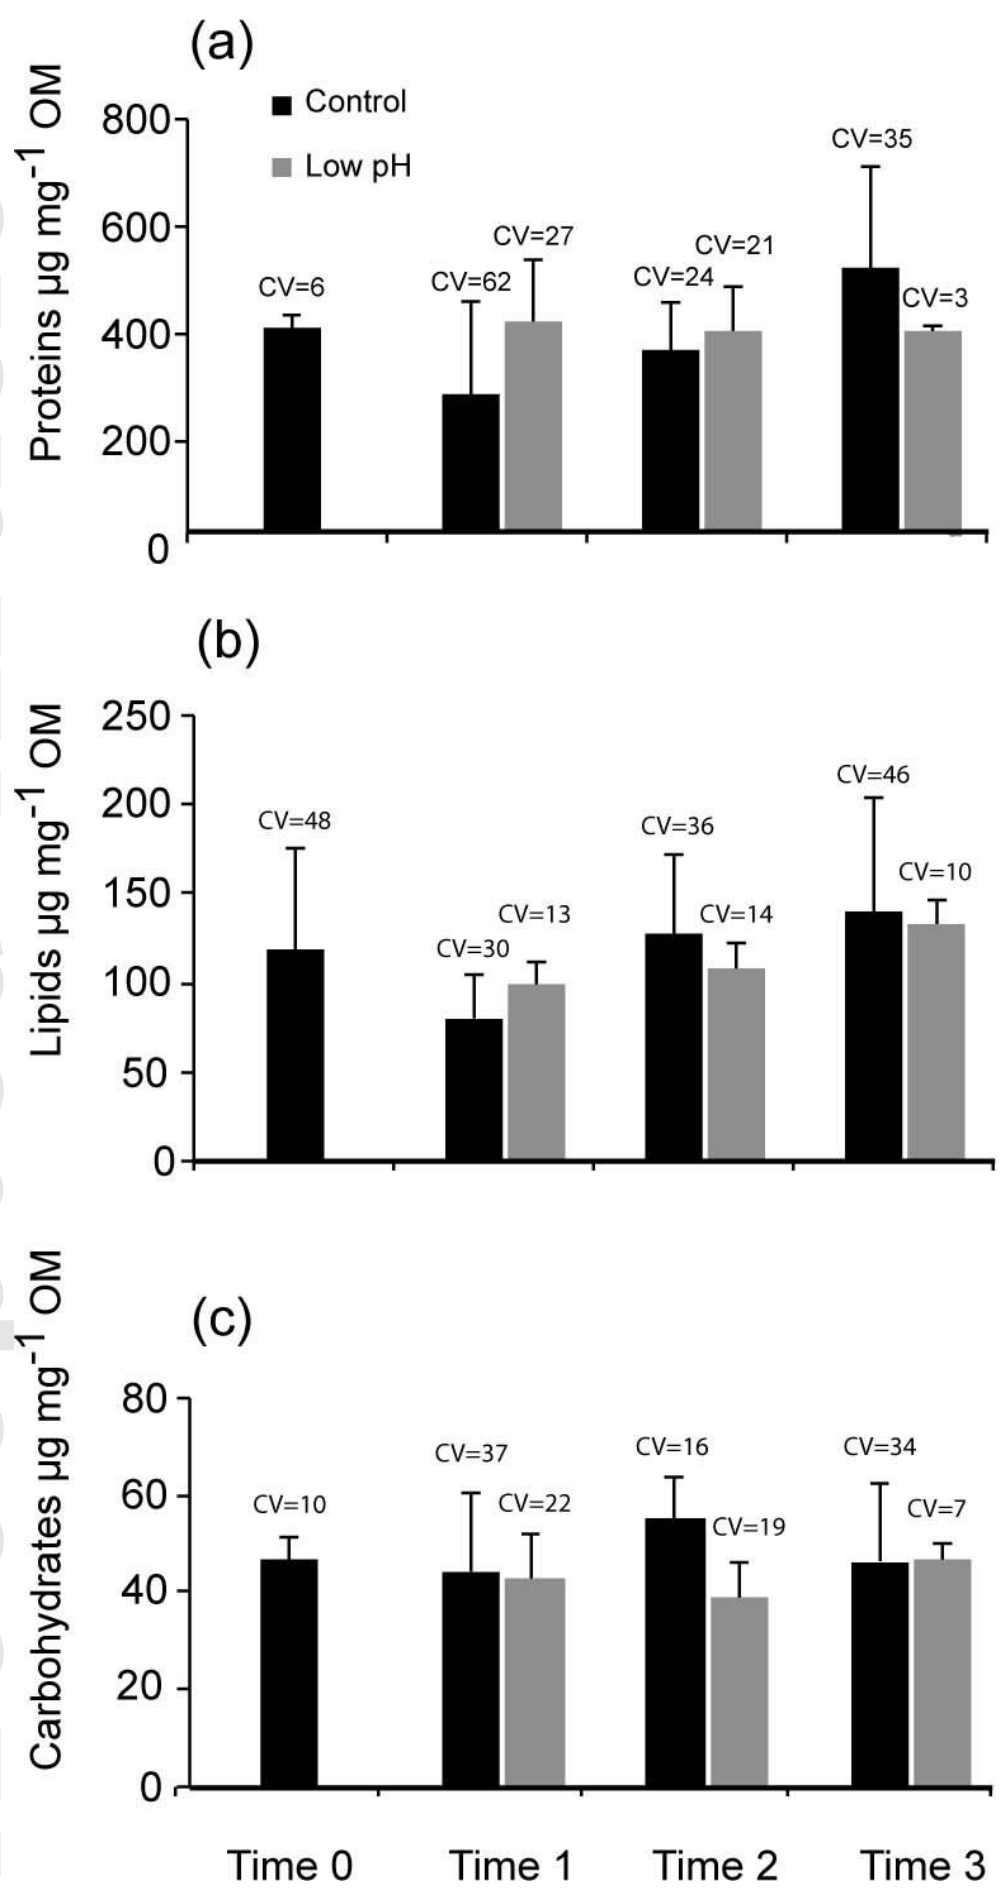 (a)
Proteins µg mg⁻¹ OM
Control
Low pH
800
600
400
200
0
CV=6
CV=62
CV=27
CV=24
CV=21
CV=35
CV=3
(b)
Lipids µg mg⁻¹ OM
250
200
150
100
50
0
CV=48
CV=30
CV=13
CV=36
CV=14
CV=46
CV=10
(c)
Carbohydrates µg mg⁻¹ OM
80
60
40
20
0
CV=10
CV=37
CV=22
CV=16
CV=19
CV=34
CV=7
Time 0 Time 1 Time 2 Time 3